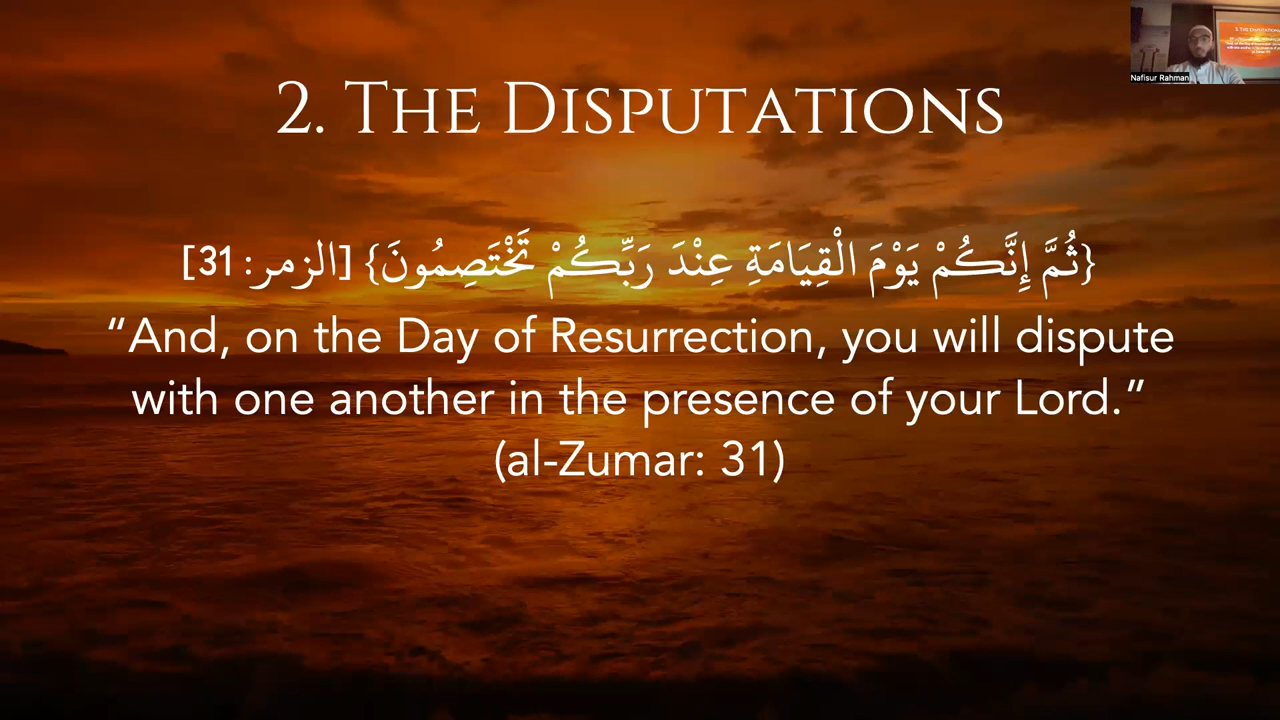 2. THE DISPUTATIONS
{ثُمَّ إِنَّكُمْ يَوْمَ الْقِيَامَةِ عِنْدَ رَبِّكُمْ تَخْتَصِمُونَ} [الزمر: 31]
“And, on the Day of Resurrection, you will dispute
with one another in the presence of your Lord.”
(al-Zumar: 31)
Nafisur Rahman